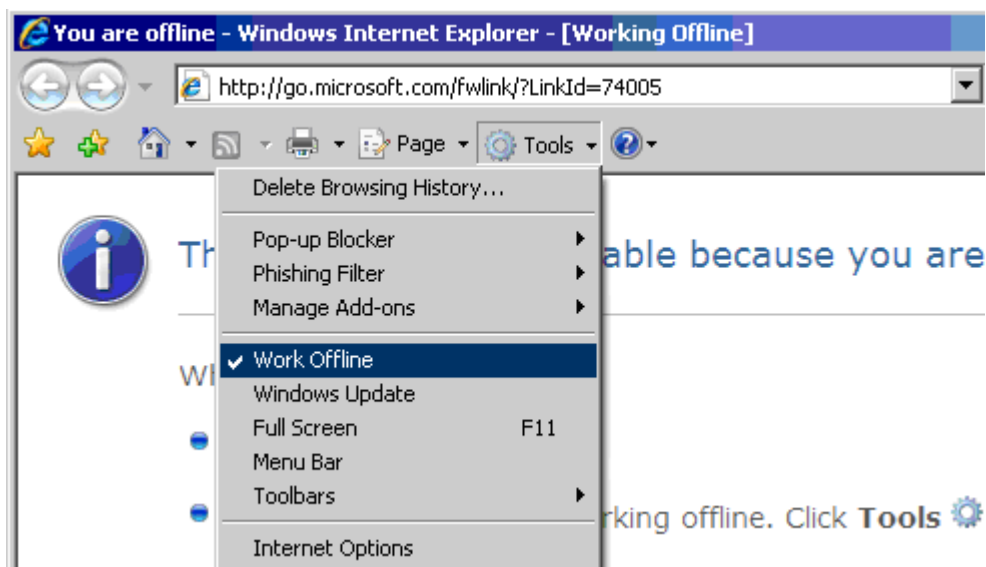 You are offline - Windows Internet Explorer - [Working Offline]
http://go.microsoft.com/fwlink/?LinkId=74005
Page Tools
Delete Browsing History...
Pop-up Blocker
Th able because you are
Phishing Filter
Manage Add-ons
Work Offline
Wh
Windows Update
Full Screen F11
Menu Bar
Toolbars
rking offline. Click Tools
Internet Options